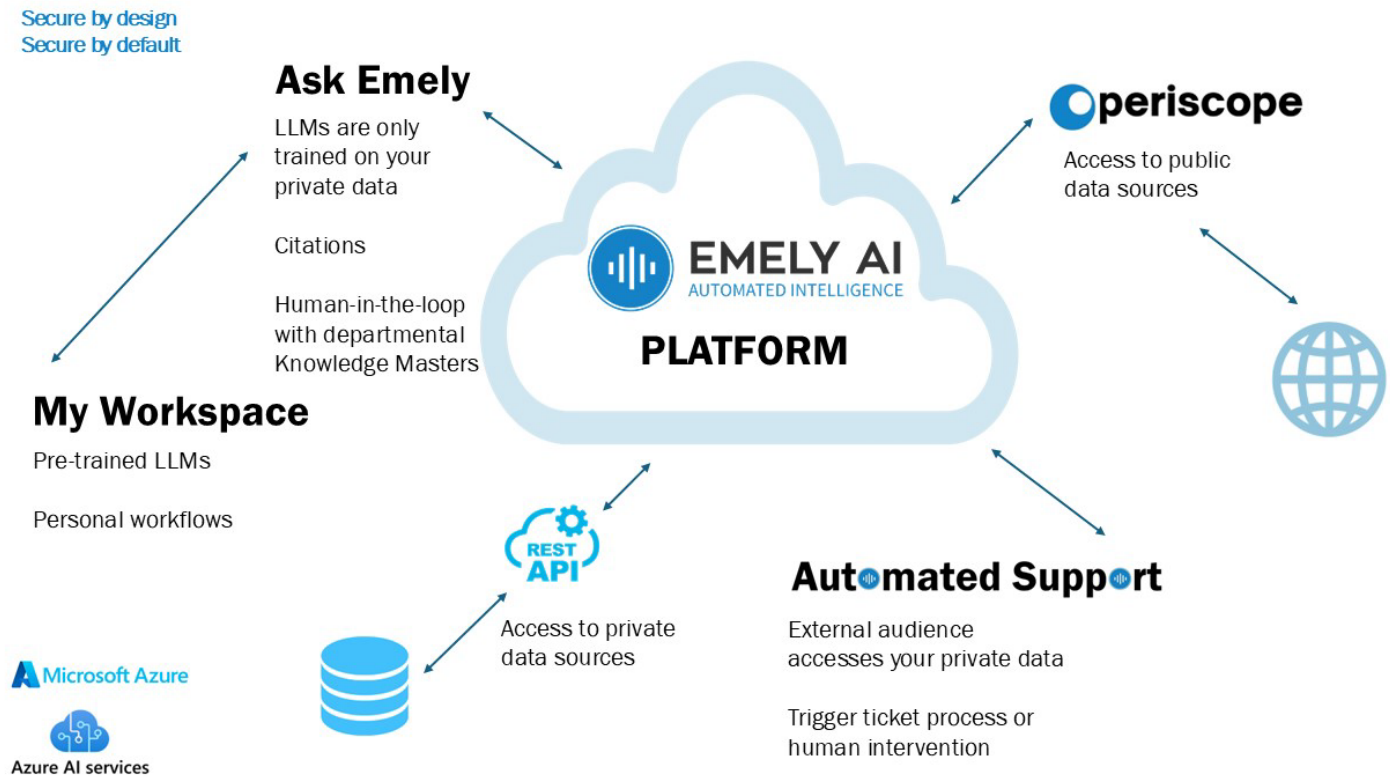 Secure by design
Secure by default
Ask Emely
LLMs are only
trained on your
private data
Citations
Human-in-the-loop
with departmental
Knowledge Masters
My Workspace
Pre-trained LLMs
Personal workflows
EMELY AI
AUTOMATED INTELLIGENCE
PLATFORM
periscope
Access to public
data sources
REST
API
Access to private
data sources
Automated Support
External audience
accesses your private data
Trigger ticket process or
human intervention
Microsoft Azure
Azure AI services